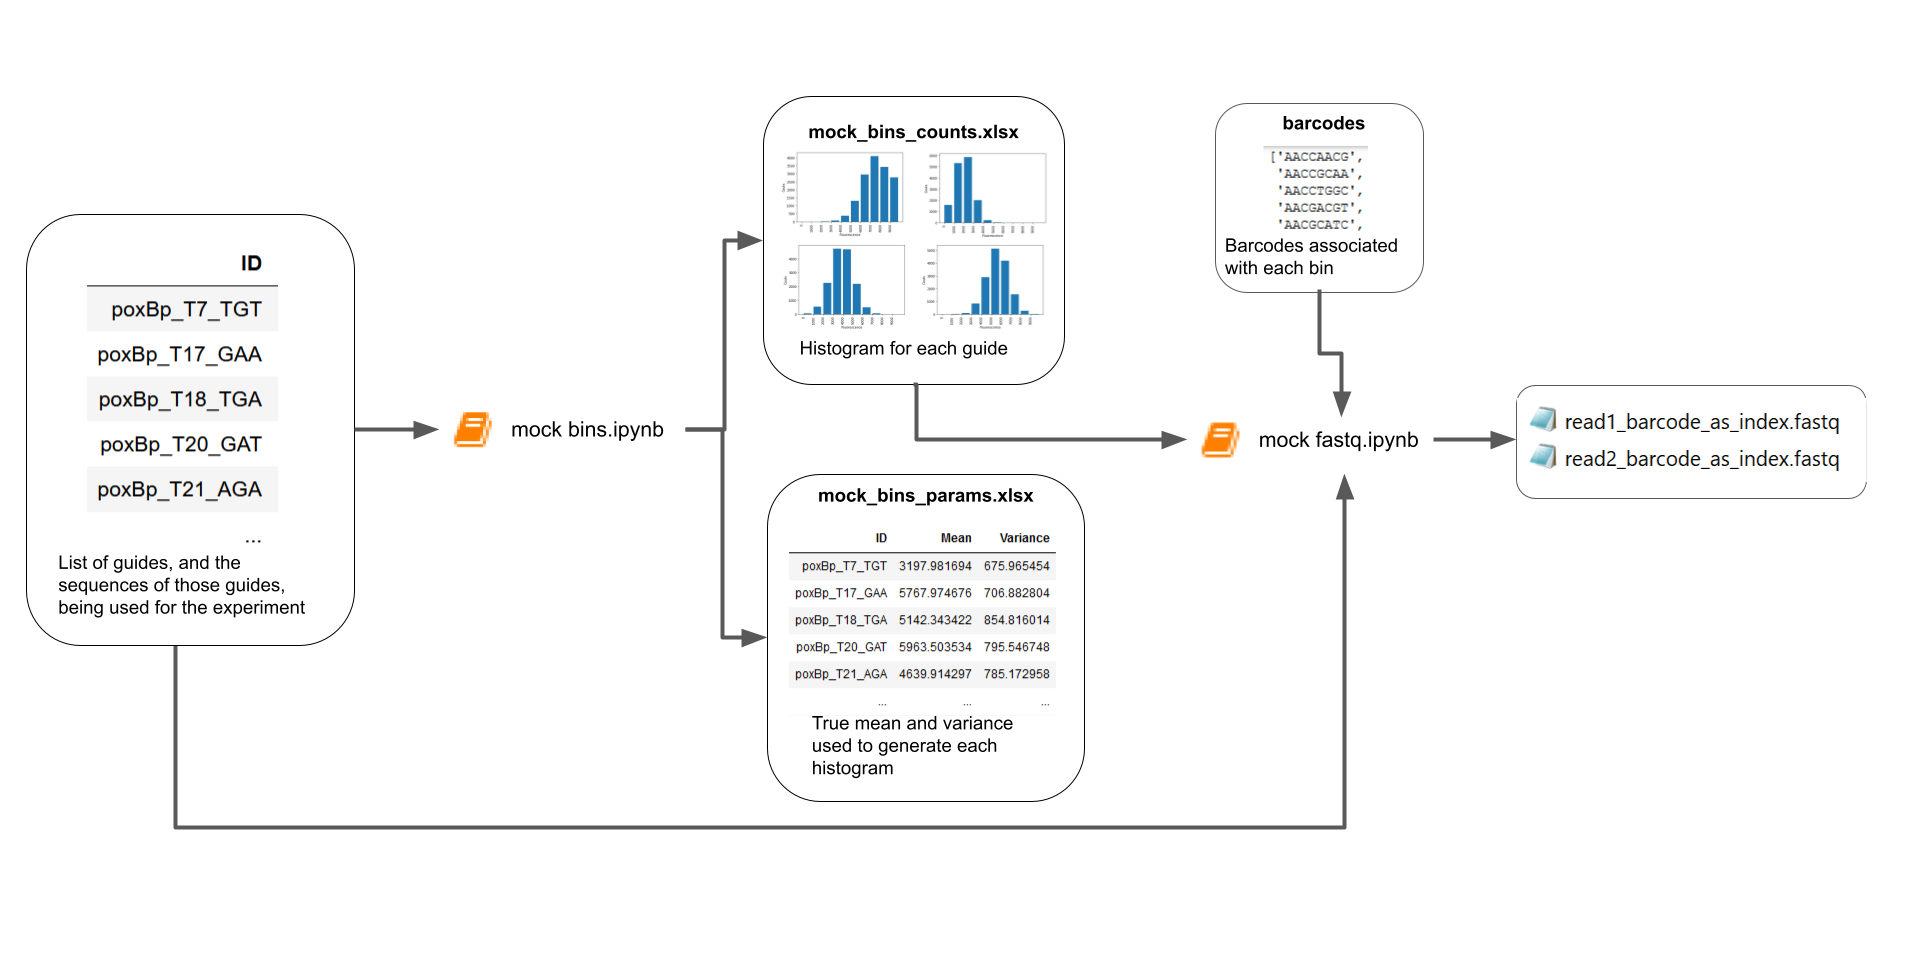 ID
poxBp_T7_TGT
poxBp_T17_GAA
poxBp_T18_TGA
poxBp_T20_GAT
poxBp_T21_AGA
...
List of guides, and the
sequences of those guides,
being used for the experiment
mock bins.ipynb
mock_bins_counts.xlsx
Histogram for each guide
mock_bins_params.xlsx
ID Mean Variance
poxBp_T7_TGT 3197.981694 675.965454
poxBp_T17_GAA 5767.974676 706.882804
poxBp_T18_TGA 5142.343422 854.816014
poxBp_T20_GAT 5963.503534 795.546748
poxBp_T21_AGA 4639.914297 785.172958
... ... ...
True mean and variance
used to generate each
histogram
barcodes
['AACCAACG',
'AACCGCAA',
'AACCTGGC',
'AACGACGT',
'AACGCATC',
Barcodes associated
with each bin
mock fastq.ipynb
read1_barcode_as_index.fastq
read2_barcode_as_index.fastq